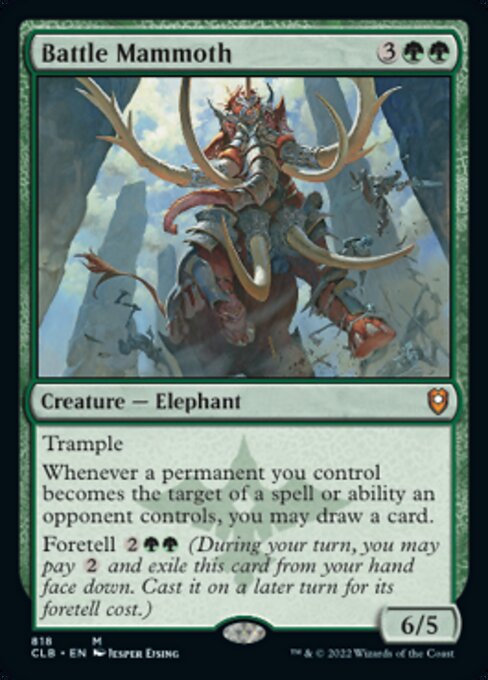 Battle Mammoth 3
Creature — Elephant
Trample
Whenever a permanent you control
becomes the target of a spell or ability an
opponent controls, you may draw a card.
Foretell 2 (During your turn, you may
pay 2 and exile this card from your hand
face down. Cast it on a later turn for its
foretell cost.)
6/5
818 M
CLB • EN Jesper Ejsing ™ & © 2022 Wizards of the Coast